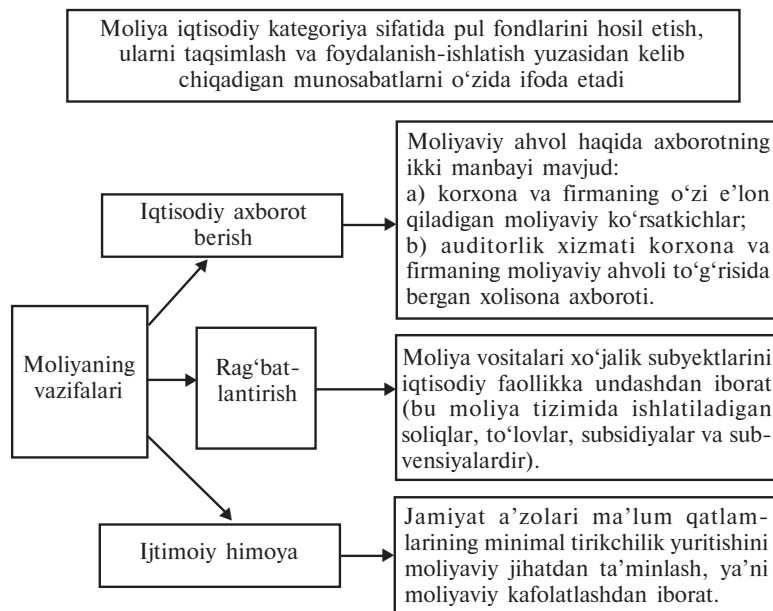 Moliya iqtisodiy kategoriya sifatida pul fondlarini hosil etish,
ularni taqsimlash va foydalanish-ishlatish yuzasidan kelib
chiqadigan munosabatlarni o‘zida ifoda etadi
Moliyaning
vazifalari
Iqtisodiy axborot
berish
Moliyaviy ahvol haqida axborotning
ikki manbayi mavjud:
a) korxona va firmaning o‘zi e’lon
qiladigan moliyaviy ko‘rsatkichlar;
b) auditorlik xizmati korxona va
firmaning moliyaviy ahvoli to‘g‘risida
bergan xolisona axboroti.
Rag‘bat-
lantirish
Moliya vositalari xo‘jalik subyektlarini
iqtisodiy faollikka undashdan iborat
(bu moliya tizimida ishlatiladigan
soliqlar, to‘lovlar, subsidiyalar va sub-
vensiyalardir).
Ijtimoiy himoya
Jamiyat a’zolari ma’lum qatlam-
larining minimal tirikchilik yuritishini
moliyaviy jihatdan ta’minlash, ya’ni
moliyaviy kafolatlashdan iborat.